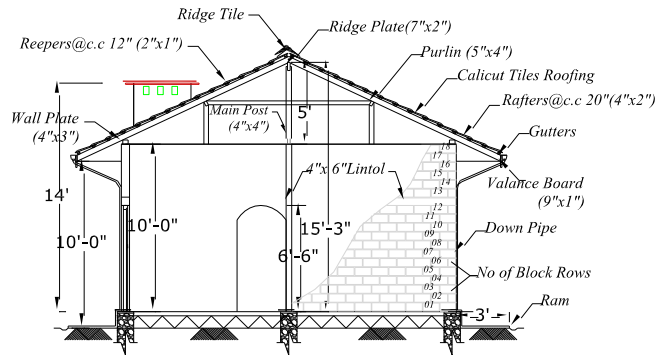 Ridge Tile
Ridge Plate(7"x2")
Reepers@c.c 12" (2"x1")
Purlin (5"x4")
Calicut Tiles Roofing
Rafters@c.c 20"(4"x2")
Wall Plate
(4"x3")
Main Post
(4"x4")
5'
Gutters
4"x 6"Lintol
Valance Board
(9"x1")
14'
10'-0"
10'-0"
15'-3"
6'-6"
Down Pipe
No of Block Rows
3'
Ram
18
17
16
15
14
13
12
11
10
09
08
07
06
05
04
03
02
01